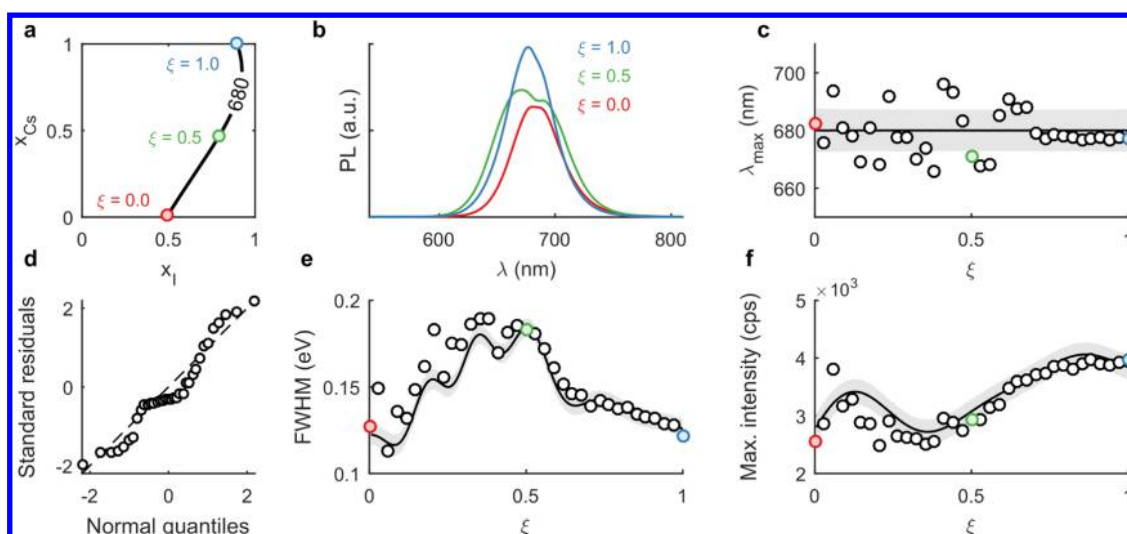 a
x_Cs
1
0.5
0
ξ = 1.0
680
ξ = 0.5
ξ = 0.0
0
0.5
1
x_I
b
PL (a.u.)
ξ = 1.0
ξ = 0.5
ξ = 0.0
600
700
800
λ (nm)
c
λ_max (nm)
700
680
660
0
0.5
1
ξ
d
Standard residuals
2
0
-2
-2
0
2
Normal quantiles
e
FWHM (eV)
0.2
0.15
0.1
0
0.5
1
ξ
f
Max. intensity (cps)
× 10³
5
4
3
2
0
0.5
1
ξ